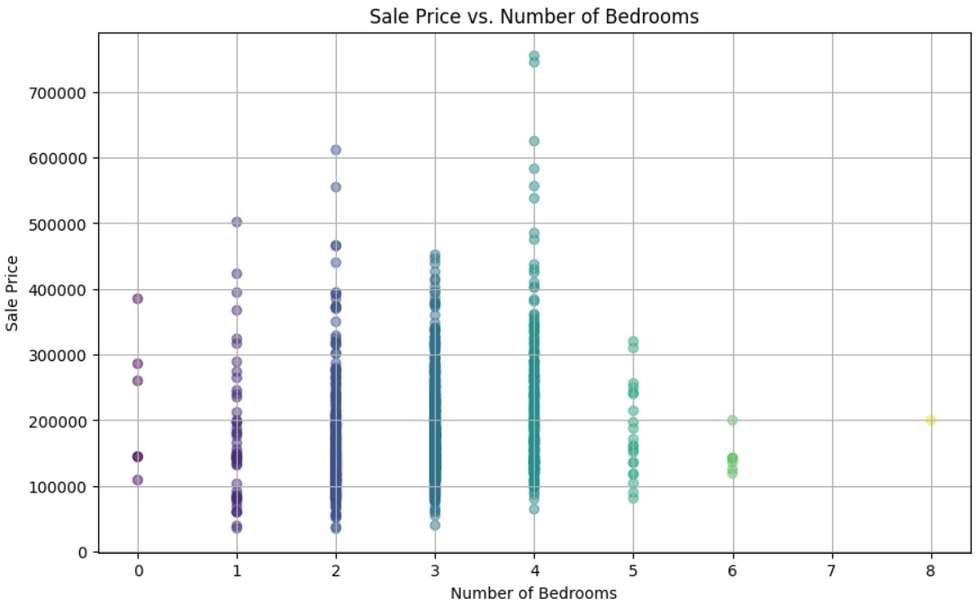 Sale Price vs. Number of Bedrooms
Sale Price
700000
600000
500000
400000
300000
200000
100000
0
0 1 2 3 4 5 6 7 8
Number of Bedrooms